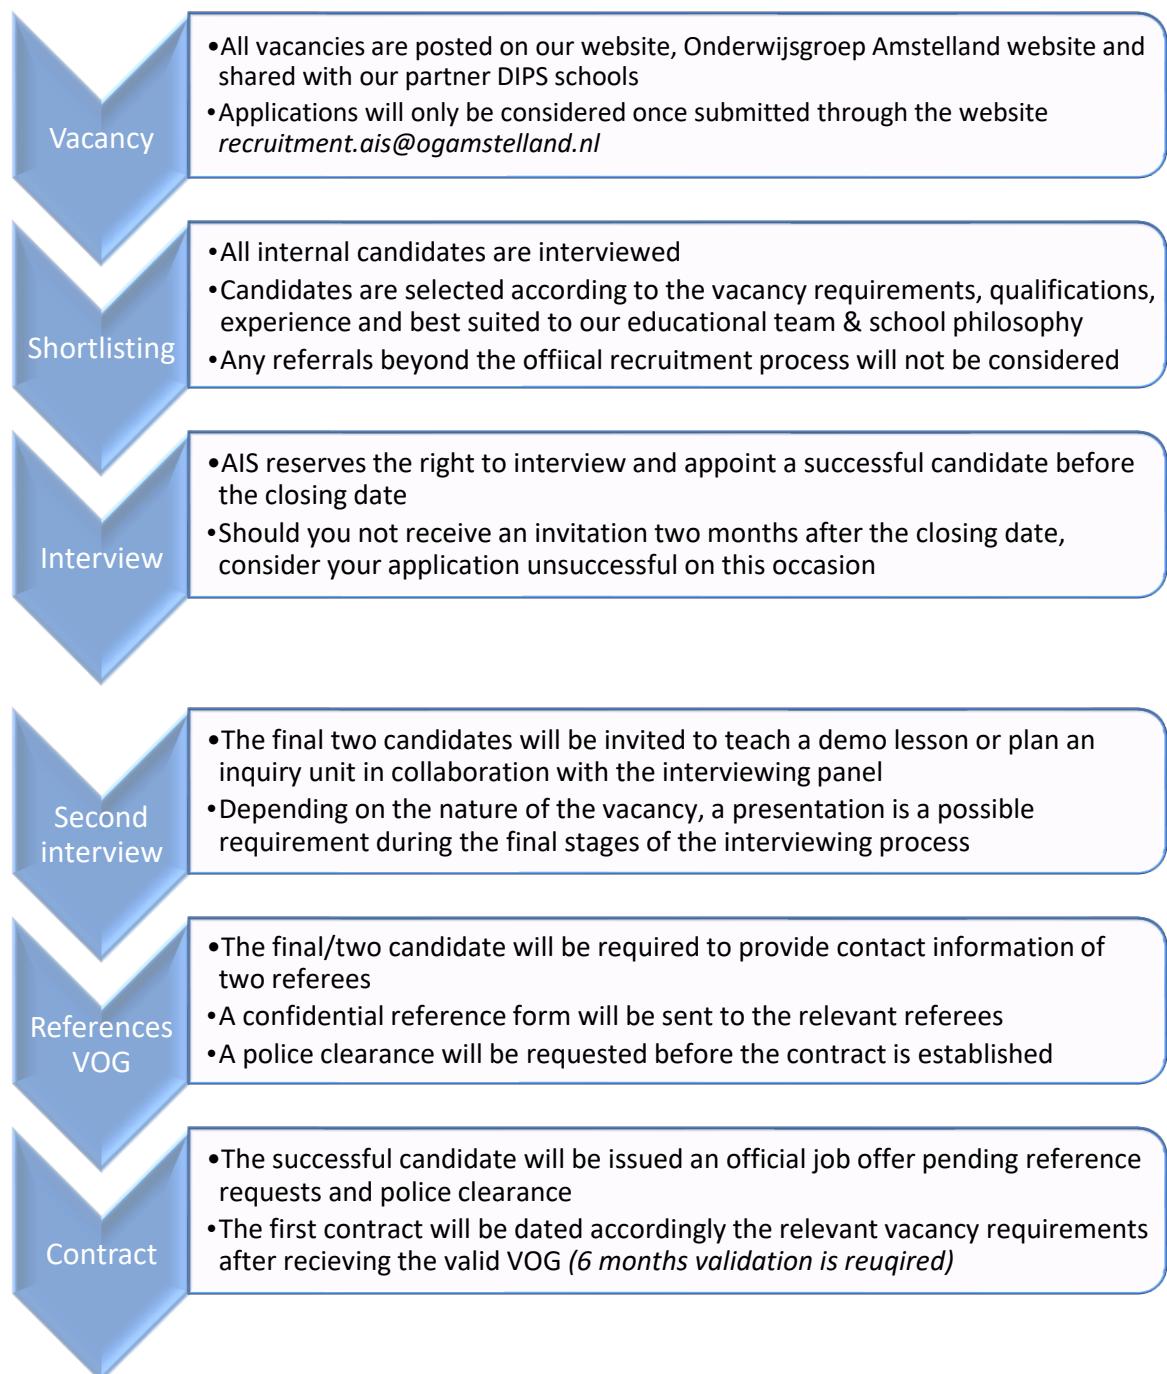 Vacancy
•All vacancies are posted on our website, Onderwijsgroep Amstelland website and
shared with our partner DIPS schools
•Applications will only be considered once submitted through the website
recruitment.ais@ogamstelland.nl
Shortlisting
•All internal candidates are interviewed
•Candidates are selected according to the vacancy requirements, qualifications,
experience and best suited to our educational team & school philosophy
•Any referrals beyond the offiical recruitment process will not be considered
Interview
•AIS reserves the right to interview and appoint a successful candidate before
the closing date
•Should you not receive an invitation two months after the closing date,
consider your application unsuccessful on this occasion
Second
interview
•The final two candidates will be invited to teach a demo lesson or plan an
inquiry unit in collaboration with the interviewing panel
•Depending on the nature of the vacancy, a presentation is a possible
requirement during the final stages of the interviewing process
References
VOG
•The final/two candidate will be required to provide contact information of
two referees
•A confidential reference form will be sent to the relevant referees
•A police clearance will be requested before the contract is established
Contract
•The successful candidate will be issued an official job offer pending reference
requests and police clearance
•The first contract will be dated accordingly the relevant vacancy requirements
after recieving the valid VOG (6 months validation is reuqired)